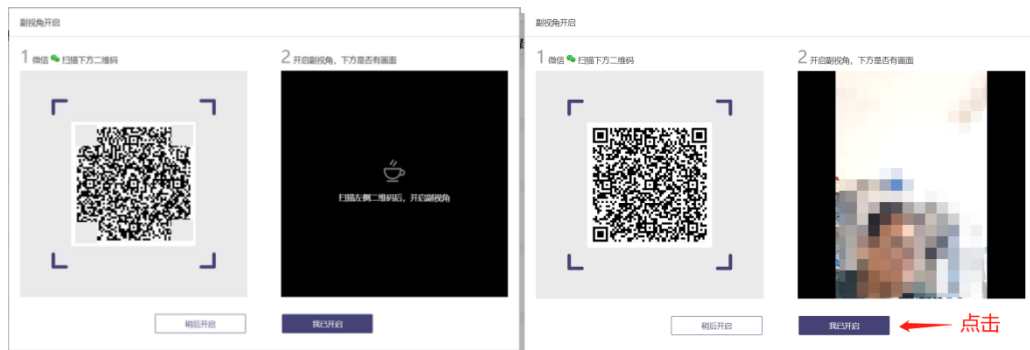 副视角开启
1 微信 扫描下方二维码
2 开启副视角，下方是否有画面
扫描左侧二维码后，开启副视角
稍后开启
我已开启
副视角开启
1 微信 扫描下方二维码
2 开启副视角，下方是否有画面
稍后开启
我已开启
点击